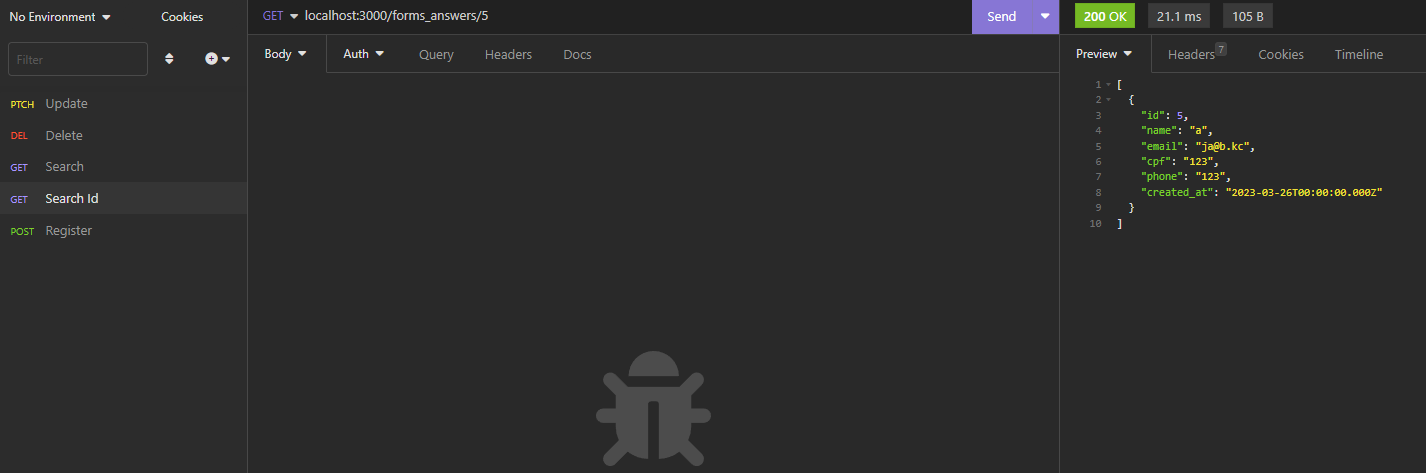 No Environment Cookies
Filter
PTCH Update
DEL Delete
GET Search
GET Search Id
POST Register
GET localhost:3000/forms_answers/5 Send
Body Auth Query Headers Docs
200 OK 21.1 ms 105 B
Preview Headers 7 Cookies Timeline
1 [
2 {
3 "id": 5,
4 "name": "a",
5 "email": "ja@b.kc",
6 "cpf": "123",
7 "phone": "123",
8 "created_at": "2023-03-26T00:00:00.000Z"
9 }
10 ]